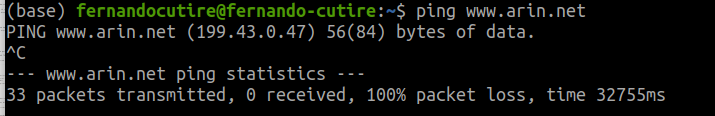 (base) fernandocutire@fernando-cutire:~$ ping www.arin.net
PING www.arin.net (199.43.0.47) 56(84) bytes of data.
^C
--- www.arin.net ping statistics ---
33 packets transmitted, 0 received, 100% packet loss, time 32755ms